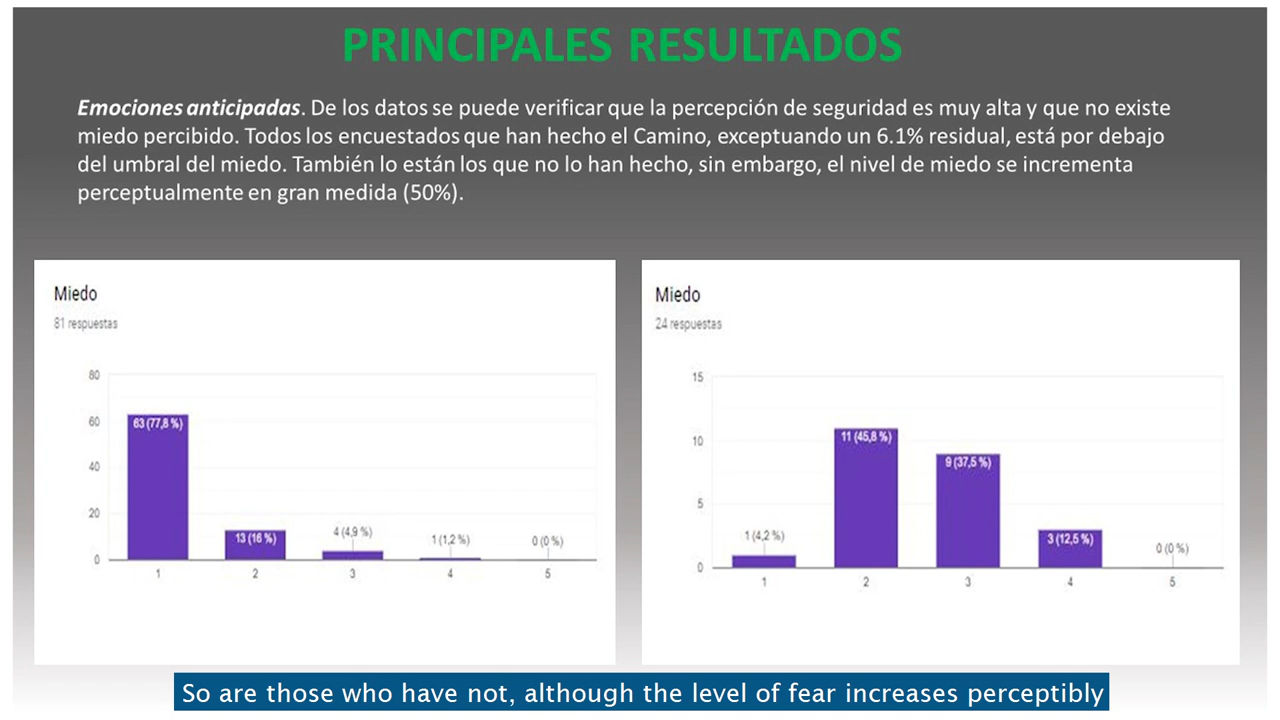 PRINCIPALES RESULTADOS
Emociones anticipadas. De los datos se puede verificar que la percepción de seguridad es muy alta y que no existe
miedo percibido. Todos los encuestados que han hecho el Camino, exceptuando un 6.1% residual, está por debajo
del umbral del miedo. También lo están los que no lo han hecho, sin embargo, el nivel de miedo se incrementa
perceptualmente en gran medida (50%).
Miedo
81 respuestas
80
60
40
20
0
63 (77,8 %)
13 (16 %)
4 (4,9 %)
1 (1,2 %)
0 (0 %)
1 2 3 4 5
Miedo
24 respuestas
15
10
5
0
1 (4,2 %)
11 (45,8 %)
9 (37,5 %)
3 (12,5 %)
0 (0 %)
1 2 3 4 5
So are those who have not, although the level of fear increases perceptibly